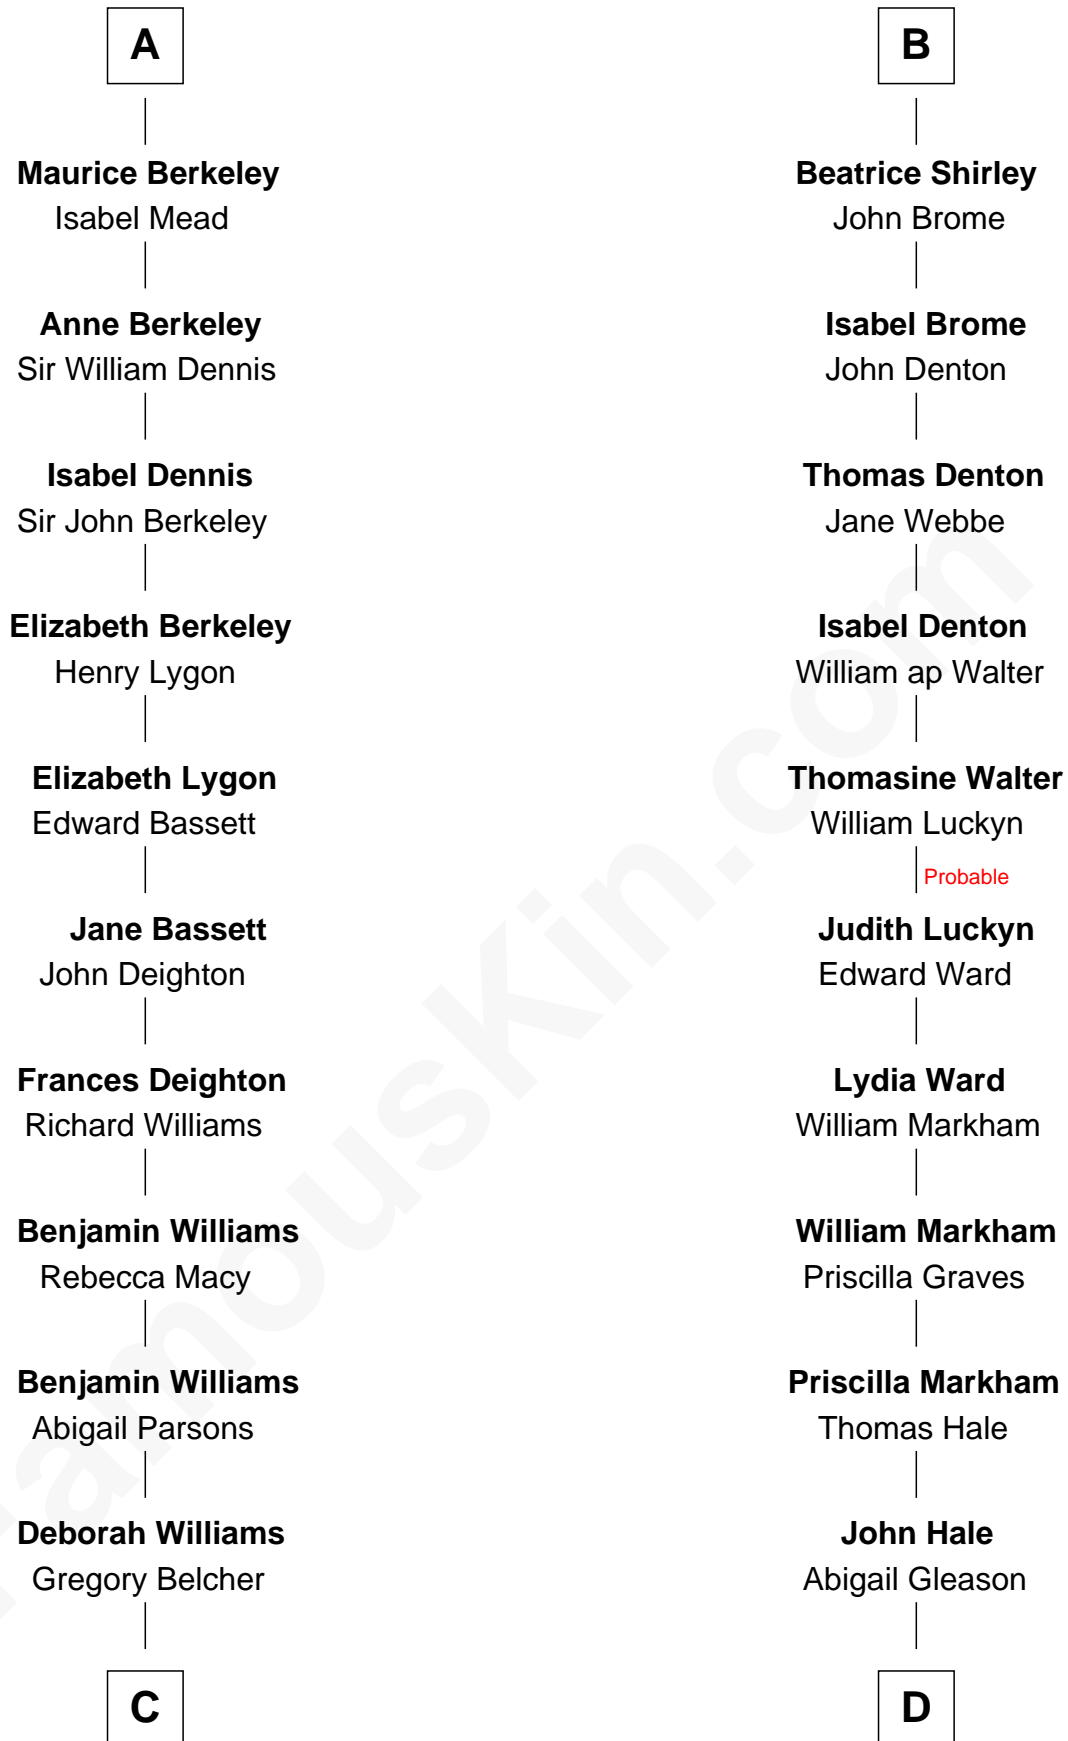 A
Maurice Berkeley
Isabel Mead
Anne Berkeley
Sir William Dennis
Isabel Dennis
Sir John Berkeley
Elizabeth Berkeley
Henry Lygon
Elizabeth Lygon
Edward Bassett
Jane Bassett
John Deighton
Frances Deighton
Richard Williams
Benjamin Williams
Rebecca Macy
Benjamin Williams
Abigail Parsons
Deborah Williams
Gregory Belcher
C
B
Beatrice Shirley
John Brome
Isabel Brome
John Denton
Thomas Denton
Jane Webbe
Isabel Denton
William ap Walter
Thomasine Walter
William Luckyn
Probable
Judith Luckyn
Edward Ward
Lydia Ward
William Markham
William Markham
Priscilla Graves
Priscilla Markham
Thomas Hale
John Hale
Abigail Gleason
D
FamousKin.com